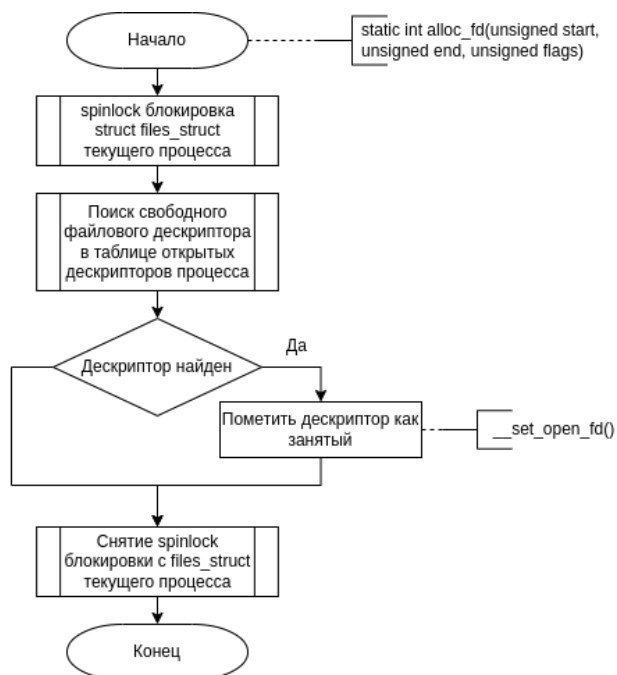 Начало
static int alloc_fd(unsigned start,
unsigned end, unsigned flags)
spinlock блокировка
struct files_struct
текущего процесса
Поиск свободного
файлового дескриптора
в таблице открытых
дескрипторов процесса
Дескриптор найден
Да
Пометить дескриптор как
занятый
__set_open_fd()
Снятие spinlock
блокировки с files_struct
текущего процесса
Конец